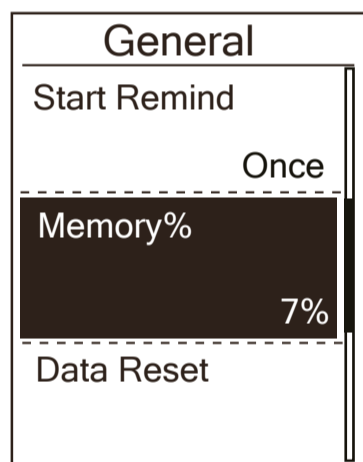 General
Start Remind
Once
Memory%
7%
Data Reset